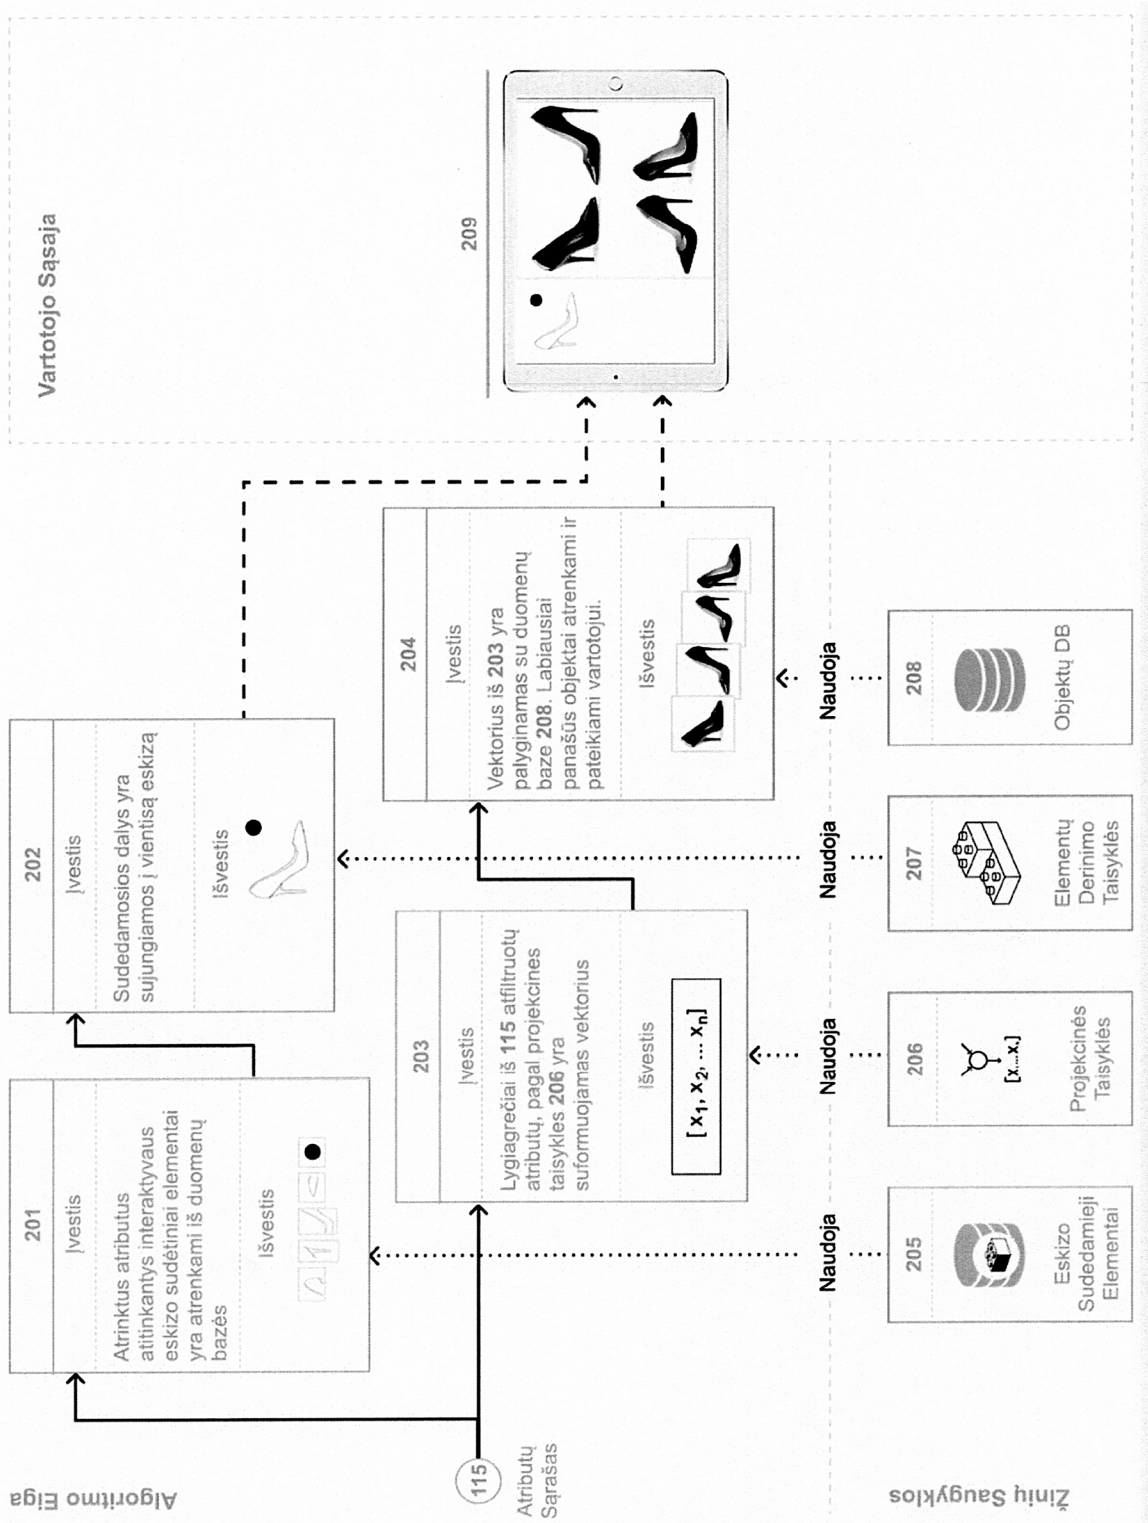 Algoritmo Eiga
115
Atributų
Sąrašas
201
Įvestis
Atrinktus atributus
atitinkantys interaktyvaus
eskizo sudėtiniai elementai
yra atrenkami iš duomenų
bazės
Išvestis
202
Įvestis
Sudedamosios dalys yra
sujungiamos į vientisą eskizą
Išvestis
203
Įvestis
Lygiagrečiai iš 115 atfiltruotų
atributų, pagal projekcines
taisykles 206 yra
suformuojamas vektorius
Išvestis
[ x1, x2, ... xn]
204
Įvestis
Vektorius iš 203 yra
palyginamas su duomenų
baze 208. Labiausiai
panašūs objektai atrenkami ir
pateikiami vartotojui.
Išvestis
Vartotojo Sąsaja
209
Žinių Saugyklos
Naudoja
205
Eskizo
Sudedamieji
Elementai
Naudoja
206
[x...x,]
Projekcinės
Taisyklės
Naudoja
207
Elementų
Derinimo
Taisyklės
Naudoja
208
Objektų DB